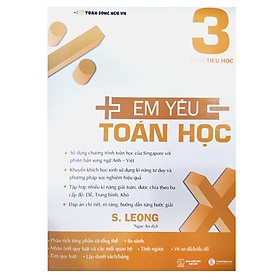 TOÁN SONG NGỮ.VN
3
TOÁN TIỂU HỌC
EM YÊU
TOÁN HỌC
• Sử dụng chương trình toán học của Singapore với
phiên bản song ngữ Anh - Việt
• Khuyến khích học sinh sử dụng kĩ năng tư duy và
phương pháp suy nghiệm hiệu quả
• Tập hợp nhiều kĩ năng giải toán, được chia theo ba
cấp độ: Dễ, Trung bình, Khó
• Đáp án chi tiết, rõ ràng, hướng dẫn từng bước giải
S. LEONG
Ngọc An dịch
• Phân tích từng phần và tổng thể • So sánh
• Nhận biết quy luật và các mối quan hệ • Tính ngược • Vẽ sơ đồ/biểu đồ
• Tìm quy luật • Lập danh sách/bảng